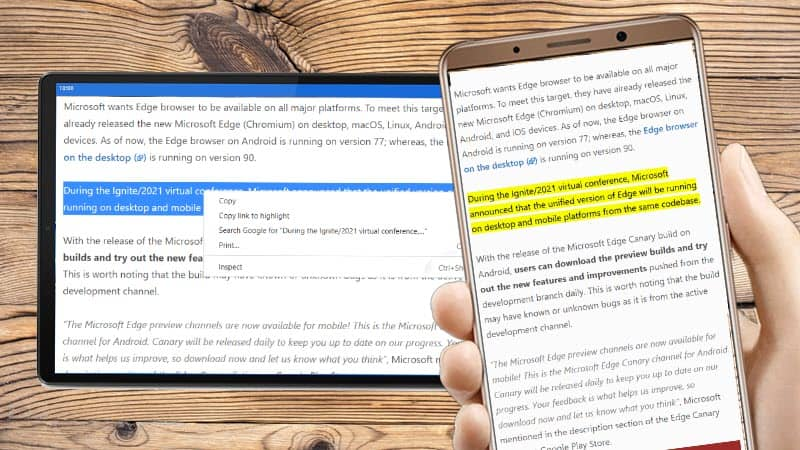 10:00
Microsoft wants Edge browser to be available on all major platforms. To meet this target
already released the new Microsoft Edge (Chromium) on desktop, macOS, Linux, Android
devices. As of now, the Edge browser on Android is running on version 77; whereas, the
on the desktop () is running on version 90.
During the Ignite/2021 virtual conference, Microsoft announced that the unified version
running on desktop and mobile
Copy
Copy link to highlight
Search Google for "During the Ignite/2021 virtual conference..."
Print...
Inspect
Ctrl+Sh
With the release of the Microsof
builds and try out the new fea
This is worth noting that the build may have known or unknown bugs as it is from the active
development channel.
"The Microsoft Edge preview channels are now available for mobile! This is the Microsoft
channel for Android. Canary will be released daily to keep you up to date on our progress. You
is what helps us improve, so download now and let us know what you think", Microsoft m
Microsoft wants Edge browser to be available on all major
platforms. To meet this target, they have already released the
new Microsoft Edge (Chromium) on desktop, macOS, Linux,
Android, and iOS devices. As of now, the Edge browser on
Android is running on version 77; whereas, the Edge browser
on the desktop () is running on version 90.
During the Ignite/2021 virtual conference, Microsoft
announced that the unified version of Edge will be running
on desktop and mobile platforms from the same codebase.
With the release of the Microsoft Edge Canary build on
Android, users can download the preview builds and try
out the new features and improvements pushed from the
development branch daily. This is worth noting that the build
may have known or unknown bugs as it is from the active
development channel.
"The Microsoft Edge preview channels are now available for
mobile! This is the Microsoft Edge Canary channel for Android
Canary will be released daily to keep you up to date on our
progress. Your feedback is what helps us improve, so
download now and let us know what you think", Microsoft
mentioned in the description section of the Edge Canary
Google Play Store.